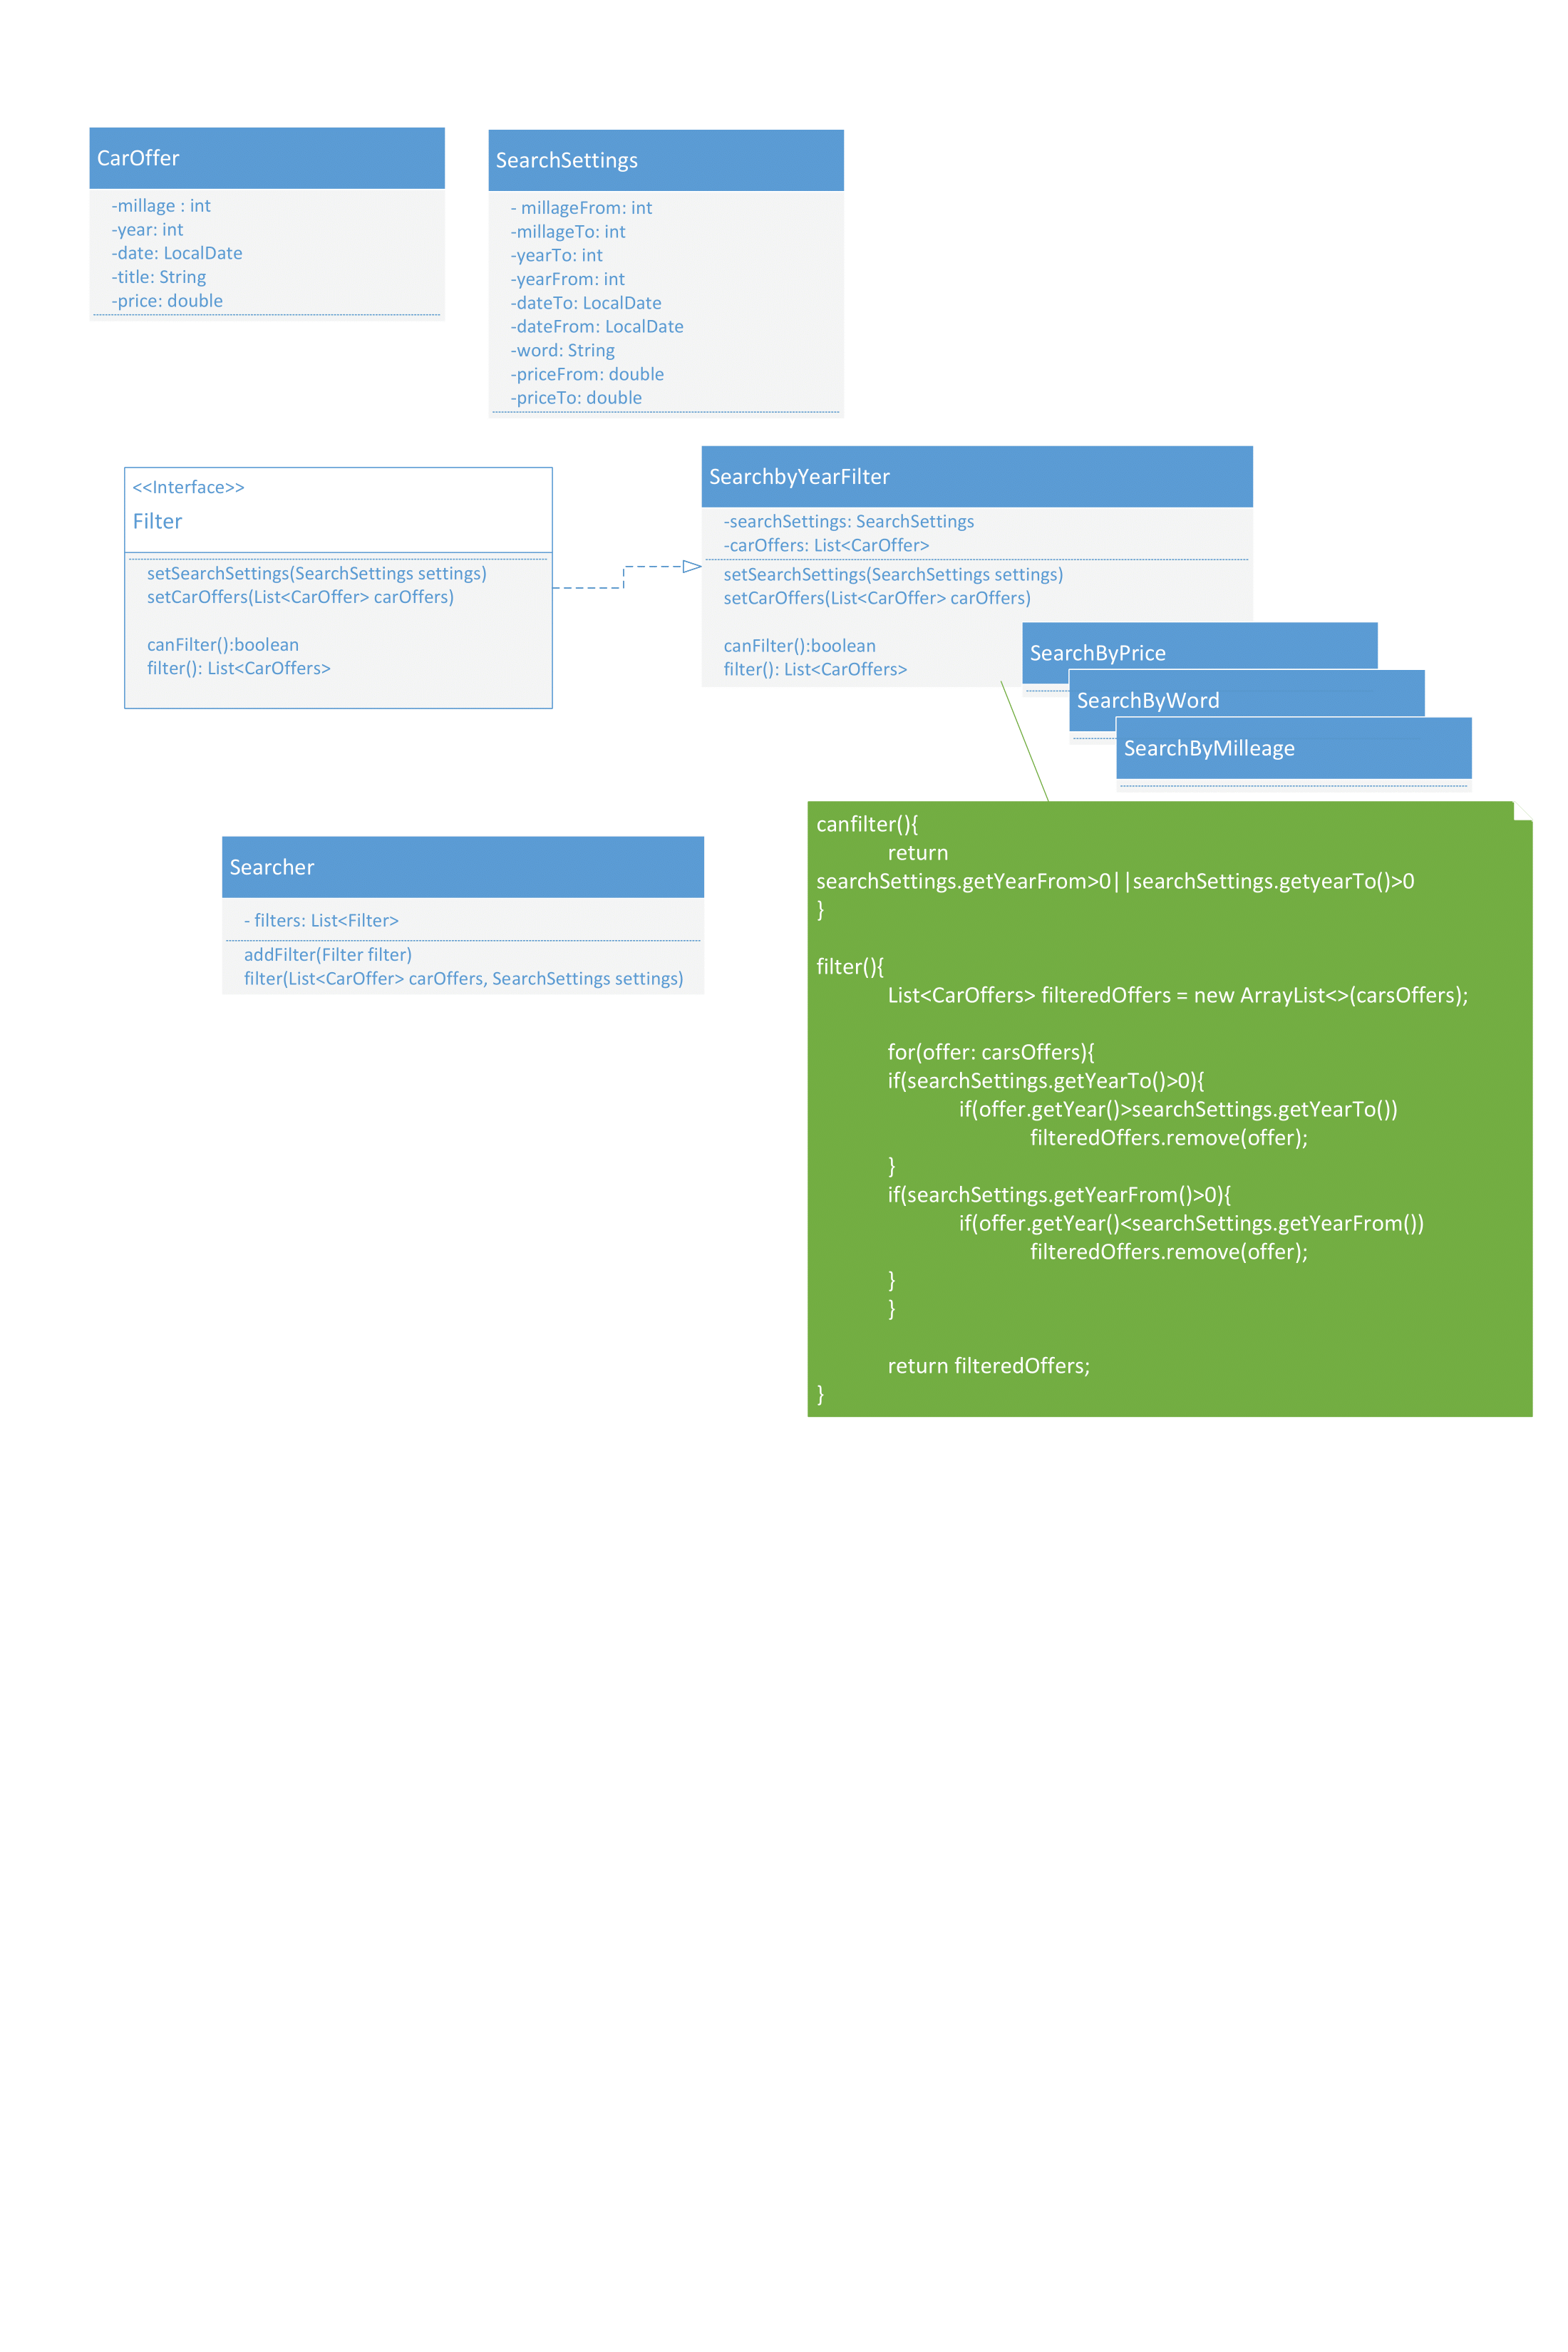 CarOffer
-millage : int
-year: int
-date: LocalDate
-title: String
-price: double
SearchSettings
- millageFrom: int
-millageTo: int
-yearTo: int
-yearFrom: int
-dateTo: LocalDate
-dateFrom: LocalDate
-word: String
-priceFrom: double
-priceTo: double
<<Interface>>
Filter
setSearchSettings(SearchSettings settings)
setCarOffers(List<CarOffer> carOffers)
canFilter():boolean
filter(): List<CarOffers>
SearchbyYearFilter
-searchSettings: SearchSettings
-carOffers: List<CarOffer>
setSearchSettings(SearchSettings settings)
setCarOffers(List<CarOffer> carOffers)
canFilter():boolean
filter(): List<CarOffers>
SearchByPrice
SearchByWord
SearchByMilleage
Searcher
- filters: List<Filter>
addFilter(Filter filter)
filter(List<CarOffer> carOffers, SearchSettings settings)
canfilter(){
return
searchSettings.getYearFrom>0||searchSettings.getyearTo()>0
}
filter(){
List<CarOffers> filteredOffers = new ArrayList<>(carsOffers);
for(offer: carsOffers){
if(searchSettings.getYearTo()>0){
if(offer.getYear()>searchSettings.getYearTo())
filteredOffers.remove(offer);
}
if(searchSettings.getYearFrom()>0){
if(offer.getYear()<searchSettings.getYearFrom())
filteredOffers.remove(offer);
}
}
return filteredOffers;
}